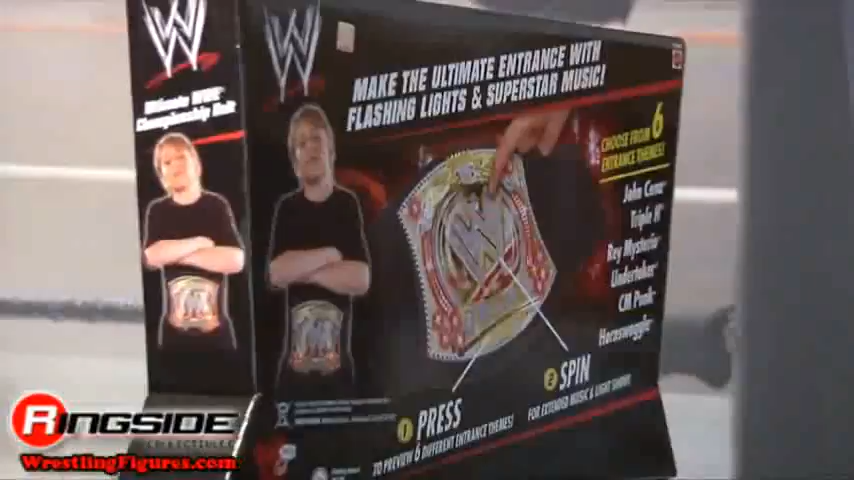 W
W
Ultimate WWE
Championship Belt
MAKE THE ULTIMATE ENTRANCE WITH
FLASHING LIGHTS & SUPERSTAR MUSIC!
CHOOSE FROM 6
ENTRANCE THEMES!
John Cena
Triple H
Rey Mysterio
Undertaker
CM Punk
Hornswoggle
1 PRESS
TO PREVIEW 6 DIFFERENT ENTRANCE THEMES!
2 SPIN
FOR EXTENDED MUSIC & LIGHT SHOW!
RINGSIDE
COLLECTIBLES
WrestlingFigures.com